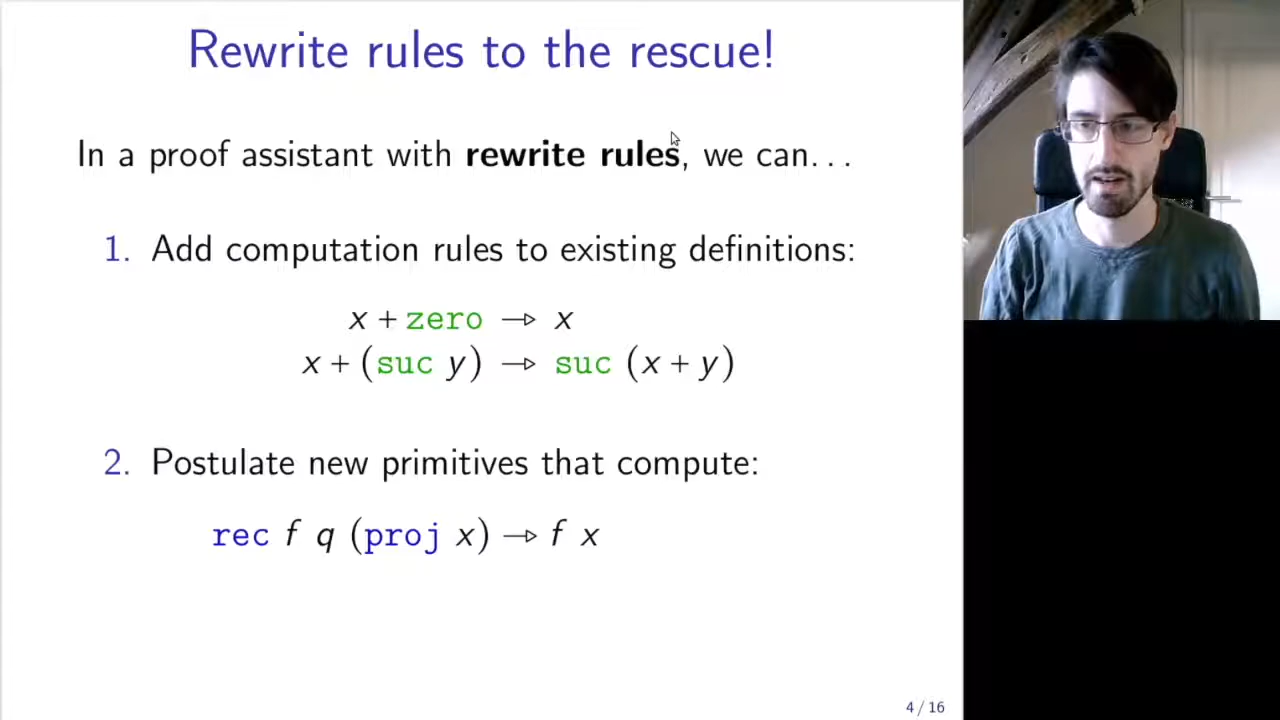 Rewrite rules to the rescue!
In a proof assistant with rewrite rules, we can...
1. Add computation rules to existing definitions:
x + zero ⇾ x
x + (suc y) ⇾ suc (x + y)
2. Postulate new primitives that compute:
rec f q (proj x) ⇾ f x
4 / 16